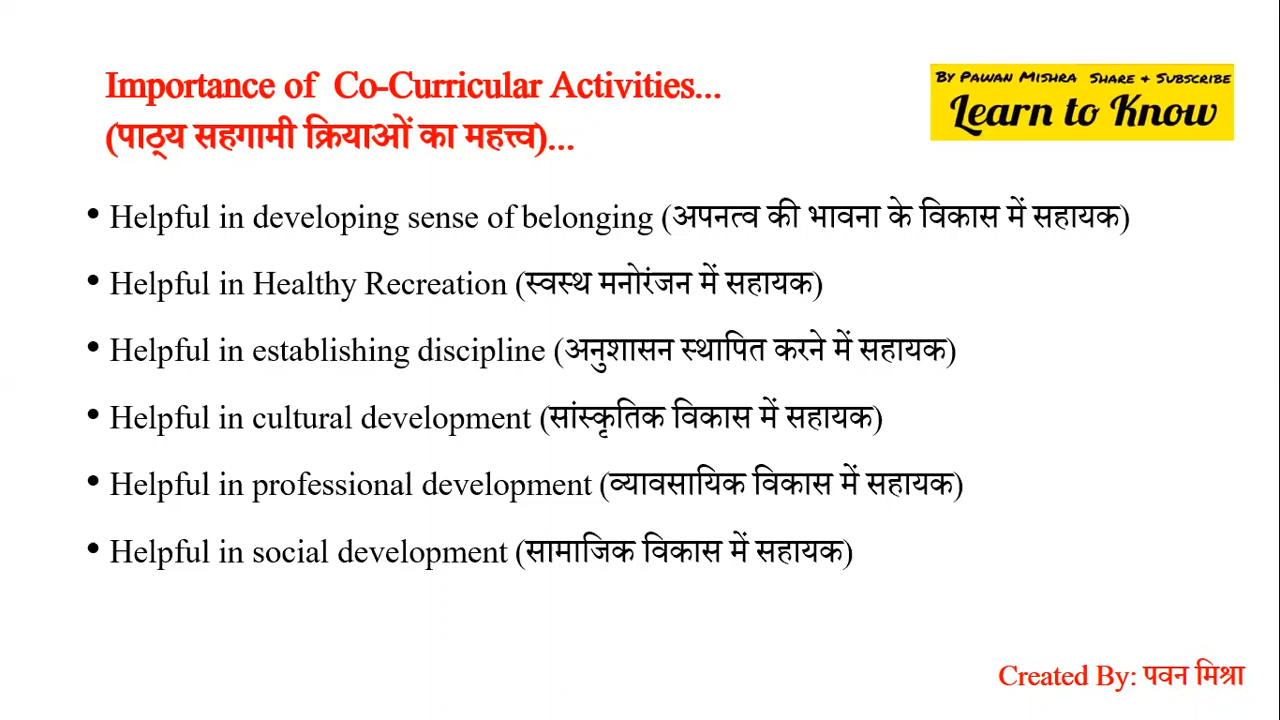 Importance of Co-Curricular Activities...
(पाठ्य सहगामी क्रियाओं का महत्त्व)...
By Pawan Mishra Share & Subscribe
Learn to Know
• Helpful in developing sense of belonging (अपनत्व की भावना के विकास में सहायक)
• Helpful in Healthy Recreation (स्वस्थ मनोरंजन में सहायक)
• Helpful in establishing discipline (अनुशासन स्थापित करने में सहायक)
• Helpful in cultural development (सांस्कृतिक विकास में सहायक)
• Helpful in professional development (व्यावसायिक विकास में सहायक)
• Helpful in social development (सामाजिक विकास में सहायक)
Created By: पवन मिश्रा